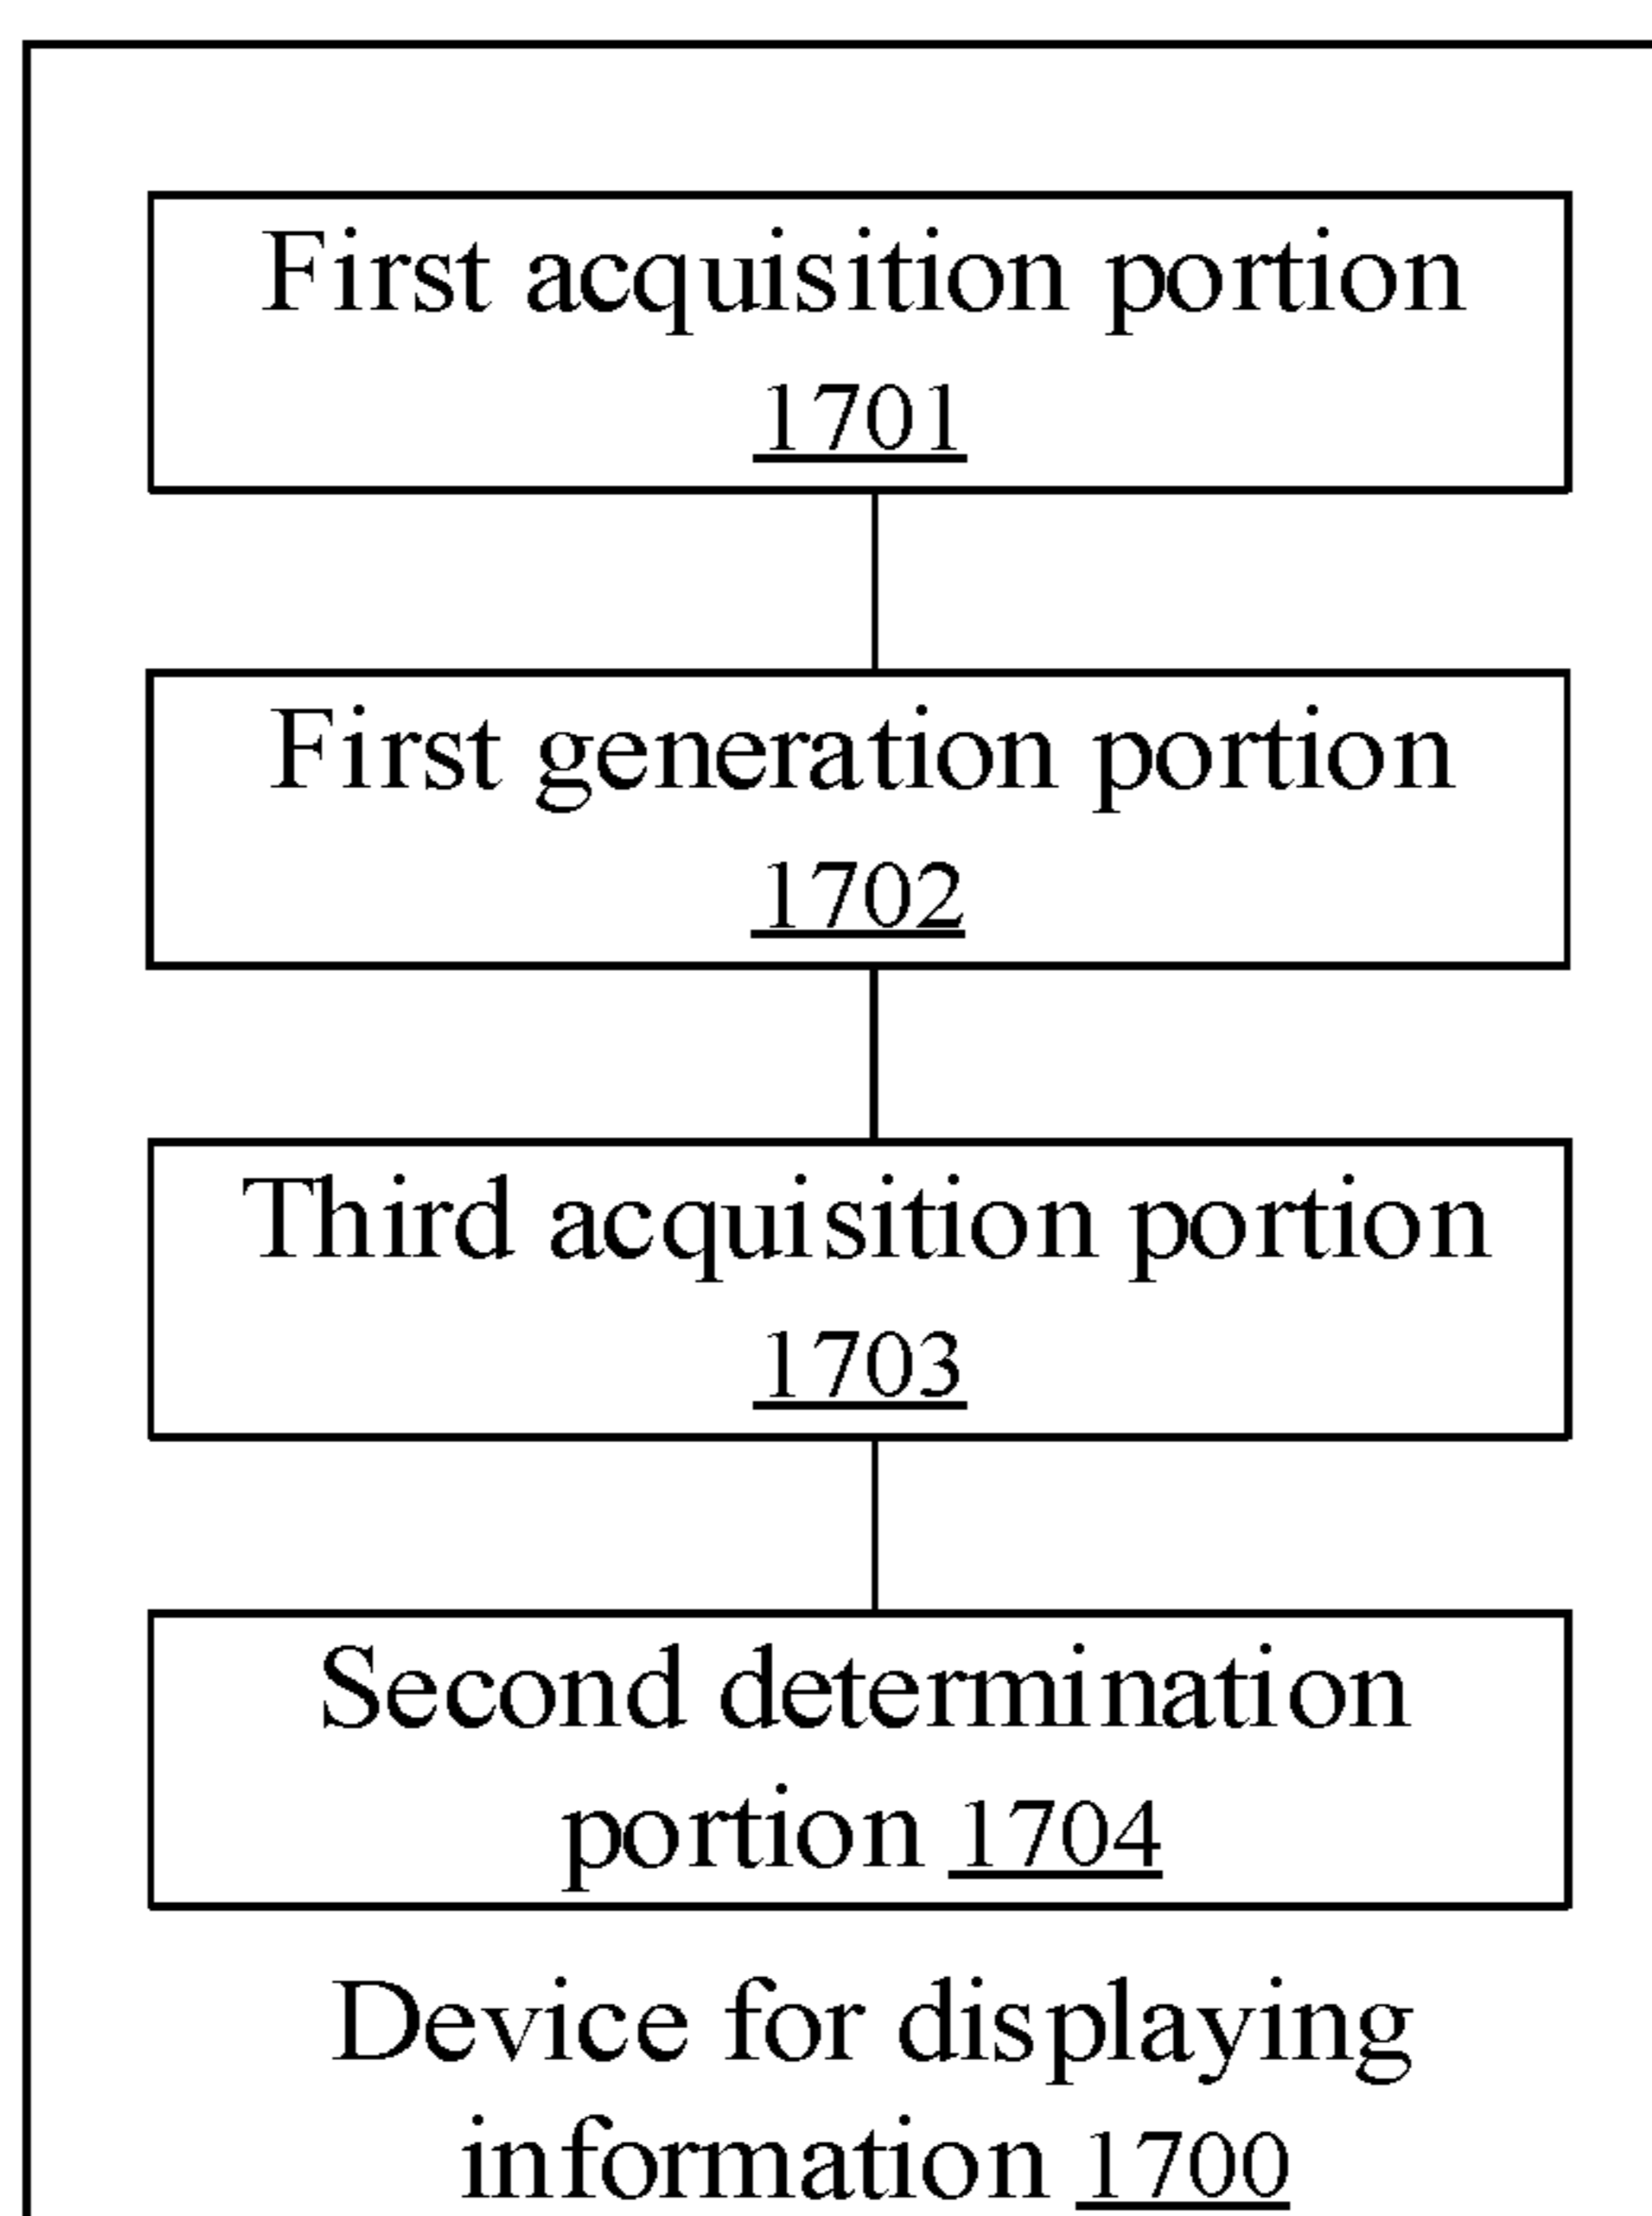 First acquisition portion
1701
First generation portion
1702
Third acquisition portion
1703
Second determination
portion 1704
Device for displaying
information 1700